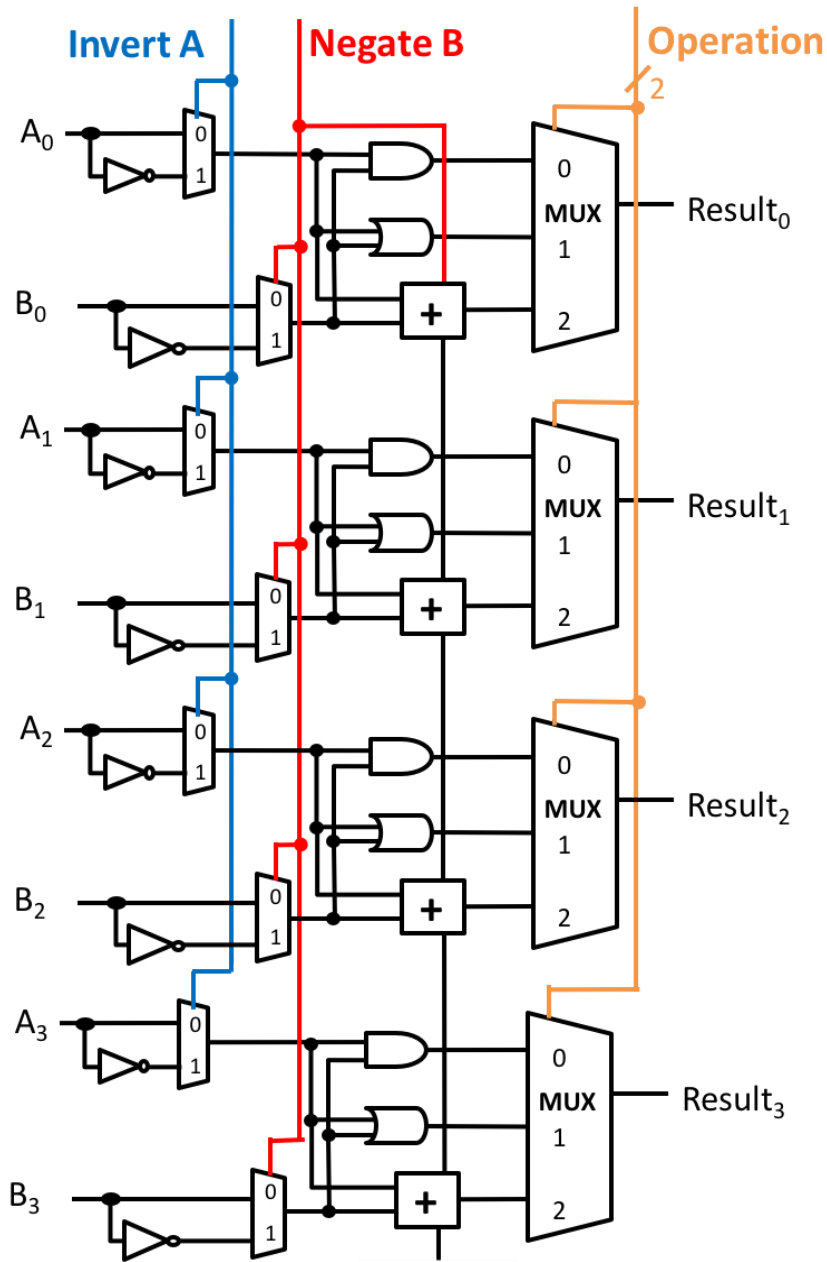 Invert A Negate B Operation
2
A0
0
1
0
MUX
1
2
Result0
B0
0
1
+
A1
0
1
0
MUX
1
2
Result1
B1
0
1
+
A2
0
1
0
MUX
1
2
Result2
B2
0
1
+
A3
0
1
0
MUX
1
2
Result3
B3
0
1
+